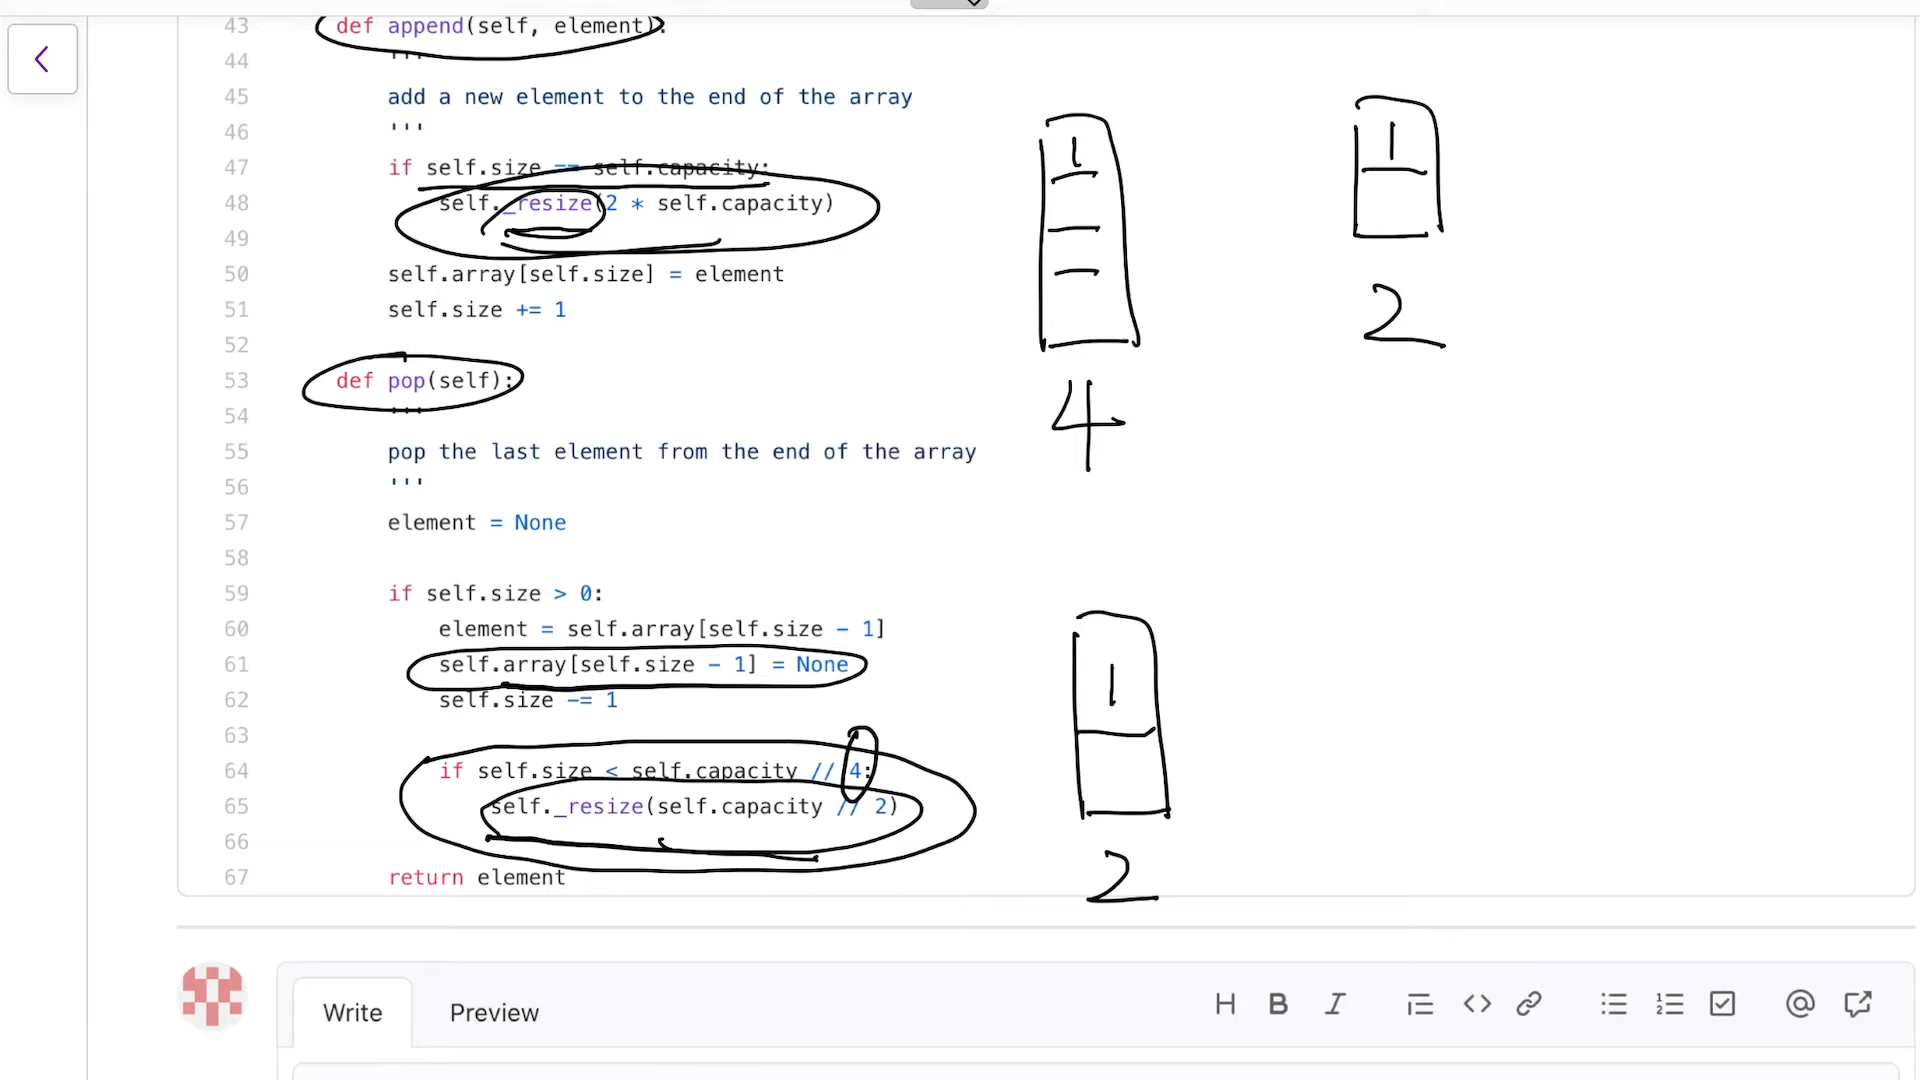 43 def append(self, element):
44 '''
45 add a new element to the end of the array
46 '''
47 if self.size == self.capacity:
48 self._resize(2 * self.capacity)
49
50 self.array[self.size] = element
51 self.size += 1
52
53 def pop(self):
54 '''
55 pop the last element from the end of the array
56 '''
57 element = None
58
59 if self.size > 0:
60 element = self.array[self.size - 1]
61 self.array[self.size - 1] = None
62 self.size -= 1
63
64 if self.size < self.capacity // 4:
65 self._resize(self.capacity // 2)
66
67 return element
1
4
1
2
1
2
Write Preview H B I @